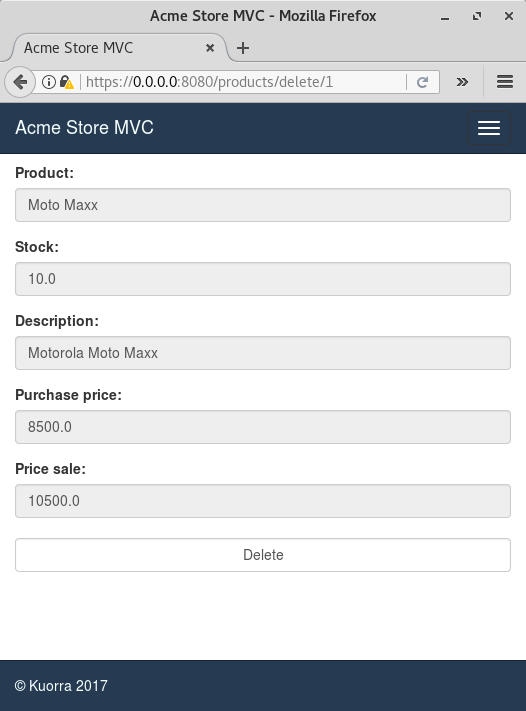 Acme Store MVC - Mozilla Firefox
Acme Store MVC
https://0.0.0.0:8080/products/delete/1
Acme Store MVC
Product:
Moto Maxx
Stock:
10.0
Description:
Motorola Moto Maxx
Purchase price:
8500.0
Price sale:
10500.0
Delete
© Kuorra 2017